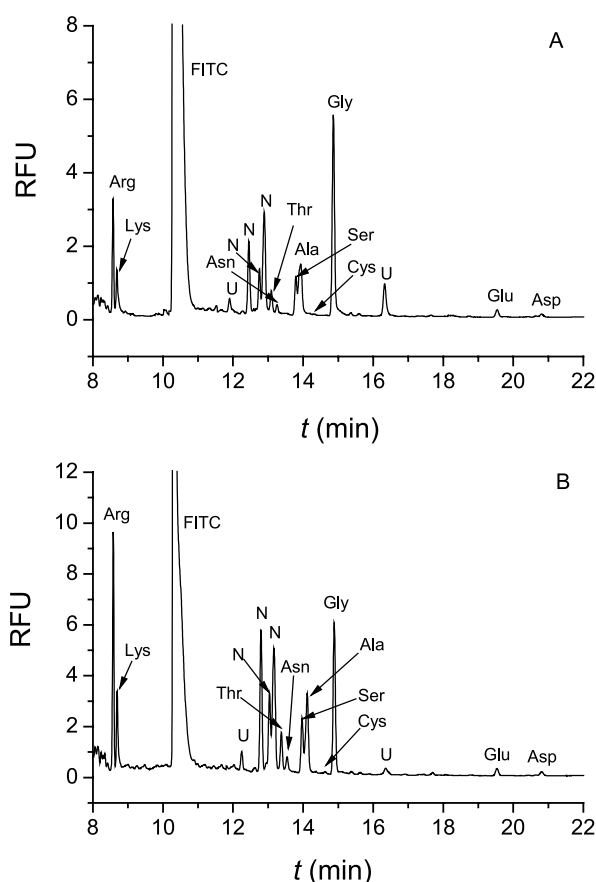 A
8
FITC
6
Gly
RFU
4
Arg
N
Thr
Lys
N
N
Ser
2
Asn
Ala
Cys
U
U
Glu
Asp
0
8 10 12 14 16 18 20 22
t (min)
12
B
Arg
10
FITC
8
RFU
Gly
6
N
N
Ala
Lys
N
Asn
4
Thr
Ser
2
U
Cys
U
Glu
Asp
0
8 10 12 14 16 18 20 22
t (min)